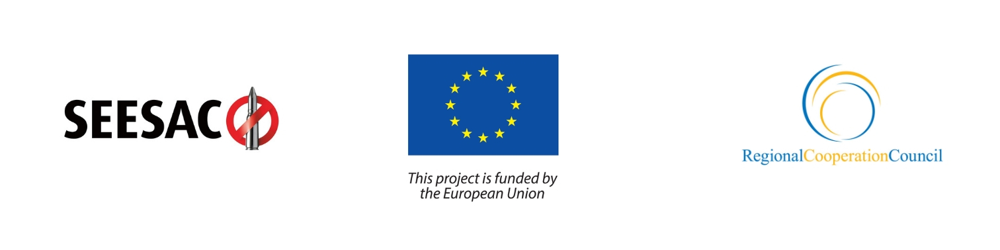 SEESAC
This project is funded by
the European Union
RegionalCooperationCouncil